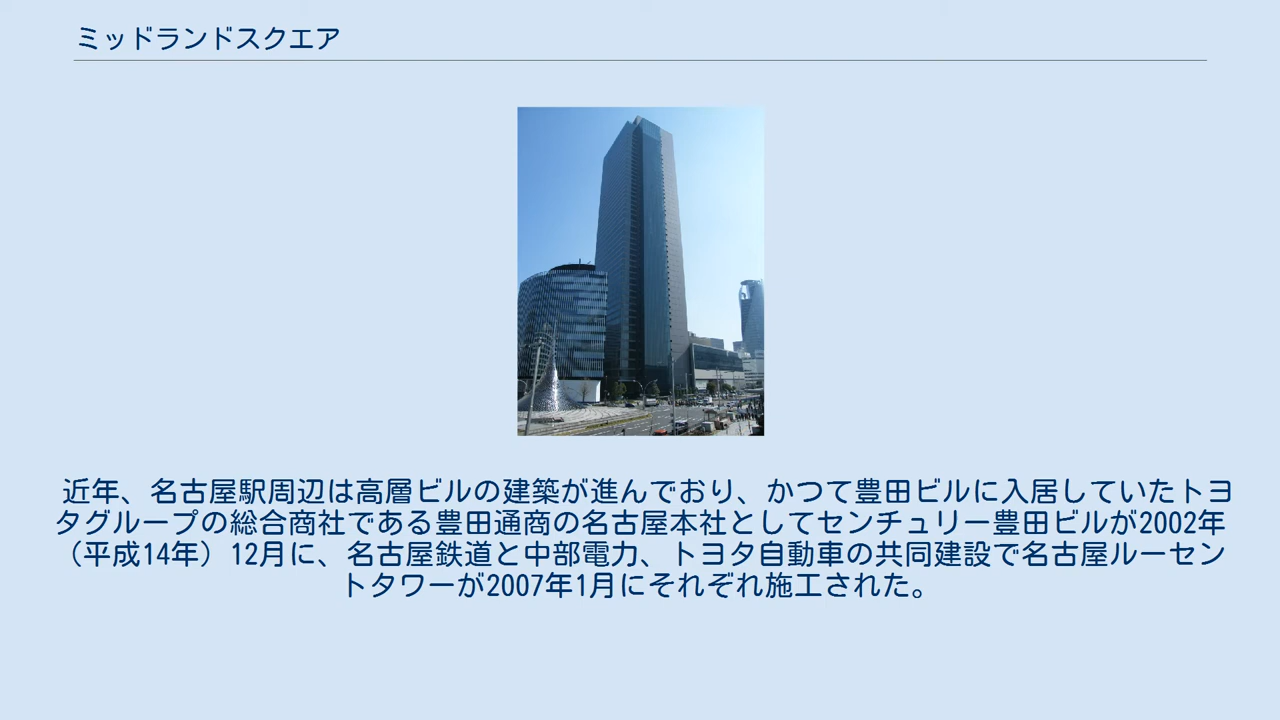 ミッドランドスクエア
近年、名古屋駅周辺は高層ビルの建築が進んでおり、かつて豊田ビルに入居していたトヨ
タグループの総合商社である豊田通商の名古屋本社としてセンチュリー豊田ビルが2002年
（平成14年）12月に、名古屋鉄道と中部電力、トヨタ自動車の共同建設で名古屋ルーセン
トタワーが2007年1月にそれぞれ施工された。